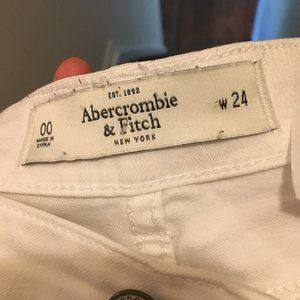 EST. 1892
Abercrombie
& Fitch
NEW YORK
00
MADE IN
CHINA
W 24